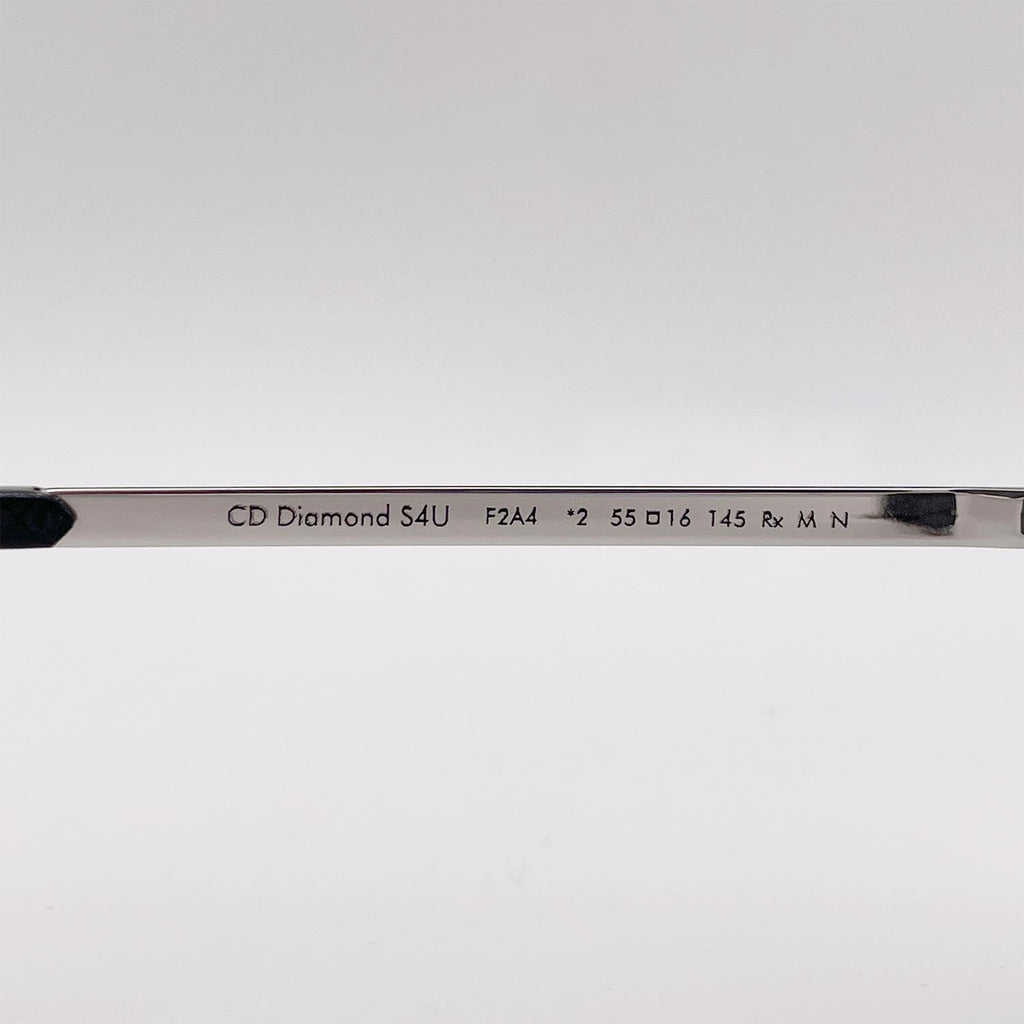 CD Diamond S4U F2A4 *2 55□16 145 Rx M N